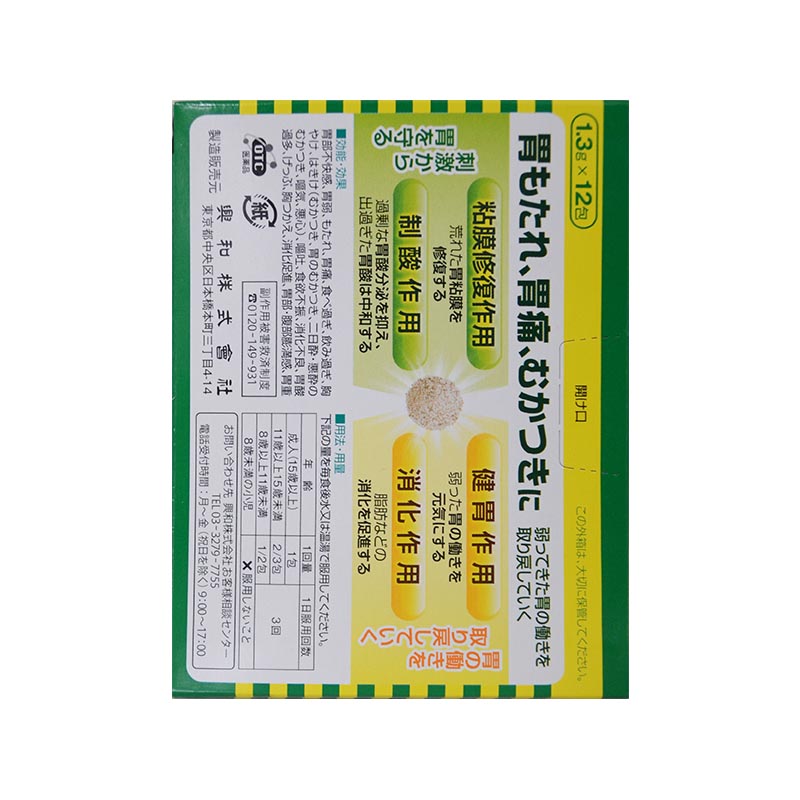 1.3g×12包
開け口
この外箱は、大切に保管してください。
胃もたれ、胃痛、むかつきに
弱ってきた胃の働きを
取り戻していく
刺激から
胃を守る
粘膜修復作用
荒れた胃粘膜を
修復する
制酸作用
過剰な胃酸分泌を抑え、
出過ぎた胃酸は中和する
健胃作用
弱った胃の働きを
元気にする
消化作用
脂肪などの
消化を促進する
胃の働きを
取り戻していく
■効能・効果
胃部不快感、胃弱、もたれ、胃痛、食べ過ぎ、飲み過ぎ、胸
やけ、はきけ(むかつき、胃のむかつき、二日酔・悪酔の
むかつき、嘔気、悪心)、嘔吐、食欲不振、消化不良、胃酸
過多、げっぷ、胸つかえ、消化促進、胃部・腹部膨満感、胃重
OTC
医薬品
紙
副作用被害救済制度
☎0120-149-931
製造販売元 興和株式會社
東京都中央区日本橋本町三丁目4-14
■用法・用量
下記の量を毎食後水又は温湯で服用してください。
年齢 1回量 1日服用回数
成人(15歳以上) 1包 3回
11歳以上15歳未満 2/3包
8歳以上11歳未満 1/2包
8歳未満の小児 ×服用しないこと
お問い合わせ先 興和株式会社お客様相談センター
TEL 03-3279-7755
電話受付時間:月〜金(祝日を除く)9:00〜17:00